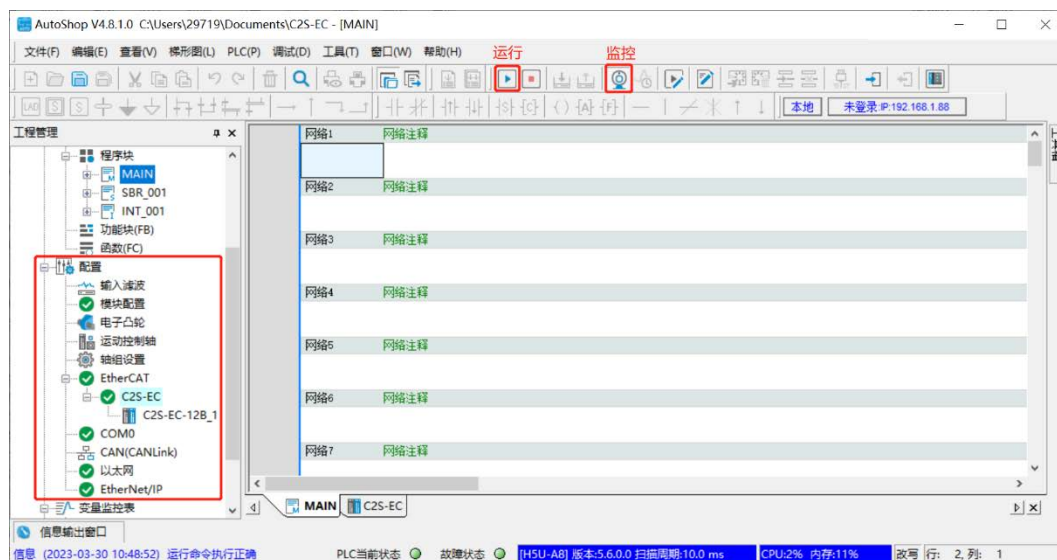 AutoShop V4.8.1.0 C:\Users\29719\Documents\C2S-EC - [MAIN]
文件(F) 编辑(E) 查看(V) 梯形图(L) PLC(P) 调试(D) 工具(T) 窗口(W) 帮助(H)
运行
监控
本地
未登录:IP:192.168.1.88
工程管理
程序块
MAIN
SBR_001
INT_001
功能块(FB)
函数(FC)
配置
输入滤波
模块配置
电子凸轮
运动控制轴
轴组设置
EtherCAT
C2S-EC
C2S-EC-12B_1
COM0
CAN(CANLink)
以太网
EtherNet/IP
变量监控表
网络1 网络注释
网络2 网络注释
网络3 网络注释
网络4 网络注释
网络5 网络注释
网络6 网络注释
网络7 网络注释
MAIN C2S-EC
信息输出窗口
信息 (2023-03-30 10:48:52) 运行命令执行正确 PLC当前状态 故障状态 [H5U-A8] 版本:5.6.0.0 扫描周期:10.0 ms CPU:2% 内存:11% 改写 行: 2, 列: 1